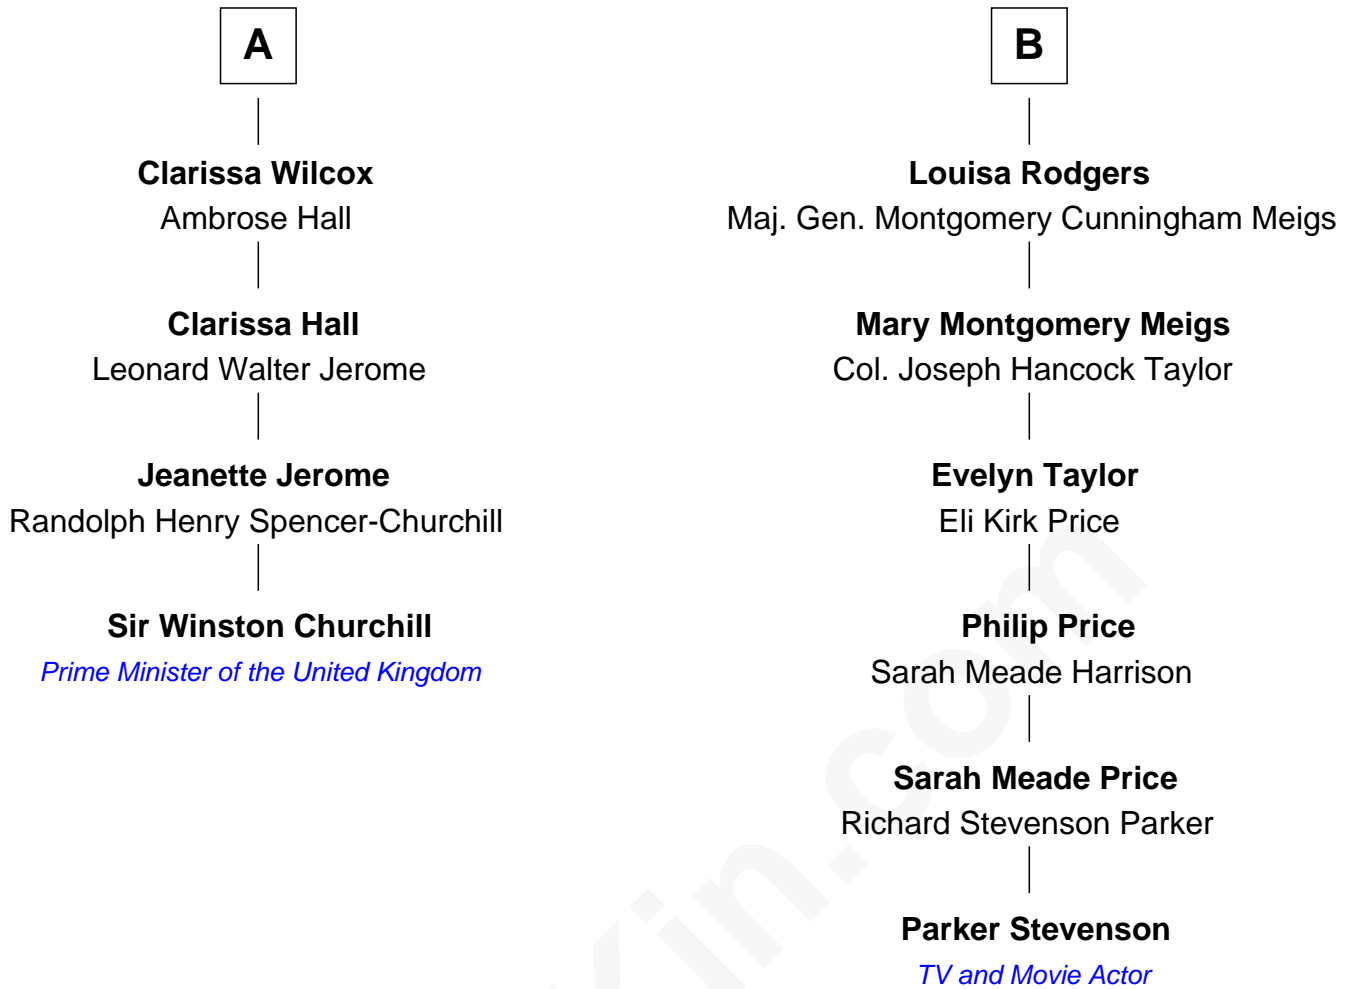 A
Clarissa Wilcox
Ambrose Hall
Clarissa Hall
Leonard Walter Jerome
Jeanette Jerome
Randolph Henry Spencer-Churchill
Sir Winston Churchill
Prime Minister of the United Kingdom
B
Louisa Rodgers
Maj. Gen. Montgomery Cunningham Meigs
Mary Montgomery Meigs
Col. Joseph Hancock Taylor
Evelyn Taylor
Eli Kirk Price
Philip Price
Sarah Meade Harrison
Sarah Meade Price
Richard Stevenson Parker
Parker Stevenson
TV and Movie Actor
Kin.com